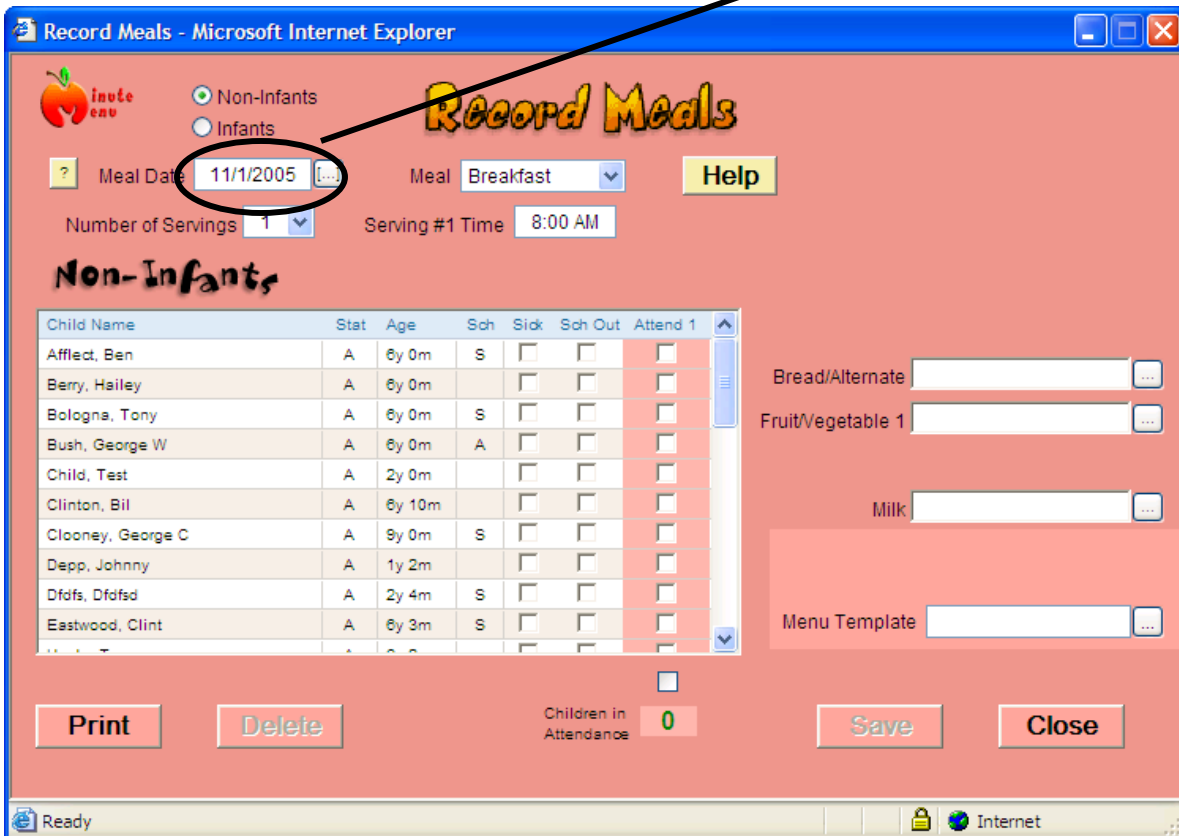 Record Meals - Microsoft Internet Explorer
inute
enu
Non-Infants
Infants
Record Meals
? Meal Date 11/1/2005 [...] Meal Breakfast Help
Number of Servings 1 Serving #1 Time 8:00 AM
Non-Infants
Child Name Stat Age Sch Sick Sch Out Attend 1
Afflect, Ben A 6y 0m S
Berry, Hailey A 6y 0m
Bologna, Tony A 6y 0m S
Bush, George W A 6y 0m A
Child, Test A 2y 0m
Clinton, Bil A 6y 10m
Clooney, George C A 9y 0m S
Depp, Johnny A 1y 2m
Dfdfs, Dfdfsd A 2y 4m S
Eastwood, Clint A 6y 3m S
Bread/Alternate ...
Fruit/Vegetable 1 ...
Milk ...
Menu Template ...
Print Delete Children in Attendance 0 Save Close
Ready Internet